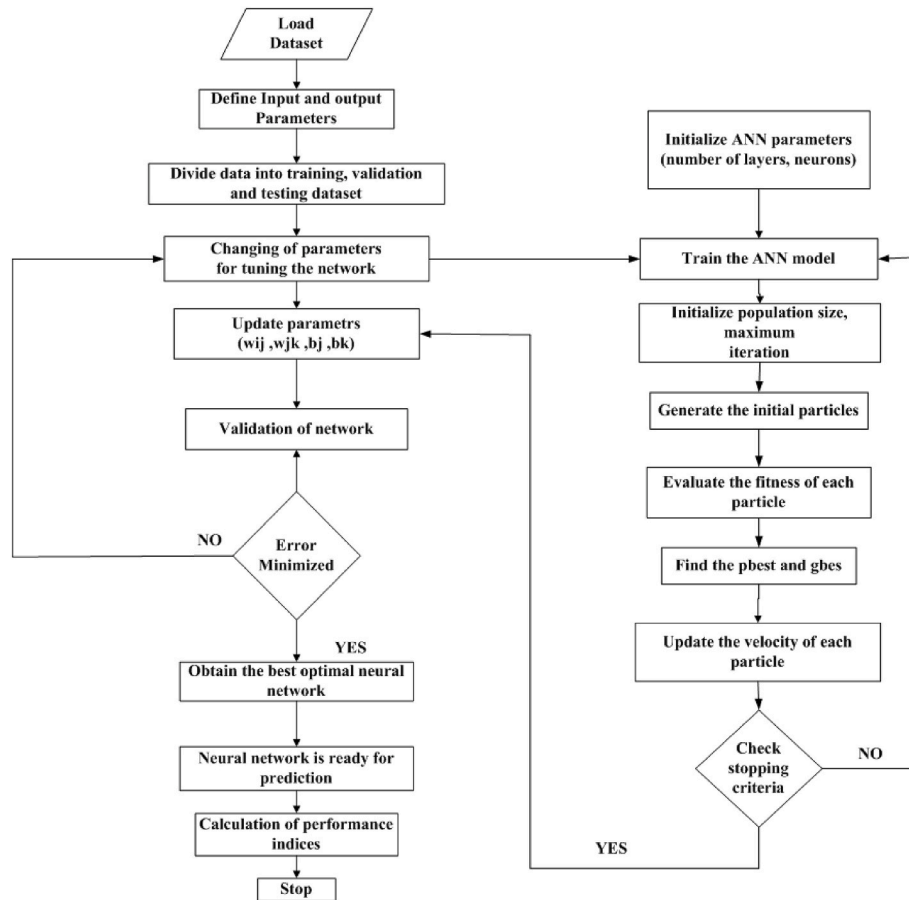 Load
Dataset
Define Input and output
Parameters
Divide data into training, validation
and testing dataset
Changing of parameters
for tuning the network
Update parametrs
(wij ,wjk ,bj ,bk)
Validation of network
NO
Error
Minimized
YES
Obtain the best optimal neural
network
Neural network is ready for
prediction
Calculation of performance
indices
Stop
Initialize ANN parameters
(number of layers, neurons)
Train the ANN model
Initialize population size,
maximum
iteration
Generate the initial particles
Evaluate the fitness of each
particle
Find the pbest and gbes
Update the velocity of each
particle
Check
stopping
criteria
NO
YES